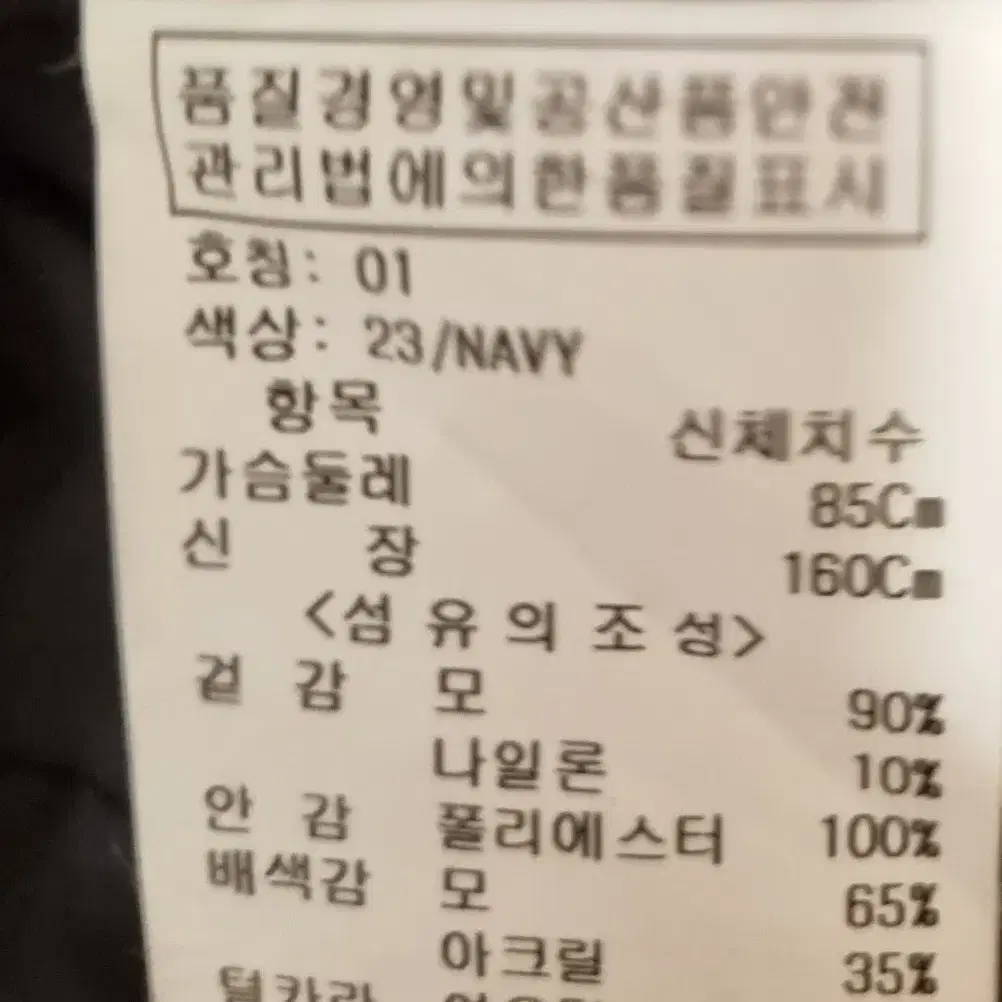 품질경영및공산품안전
관리법에의한품질표시
호칭: 01
색상: 23/NAVY
항목 신체치수
가슴둘레 85Cm
신 장 160Cm
<섬 유 의 조 성>
겉 감 모 90%
나일론 10%
안 감 폴리에스터 100%
배색감 모 65%
아크릴 35%
털카라